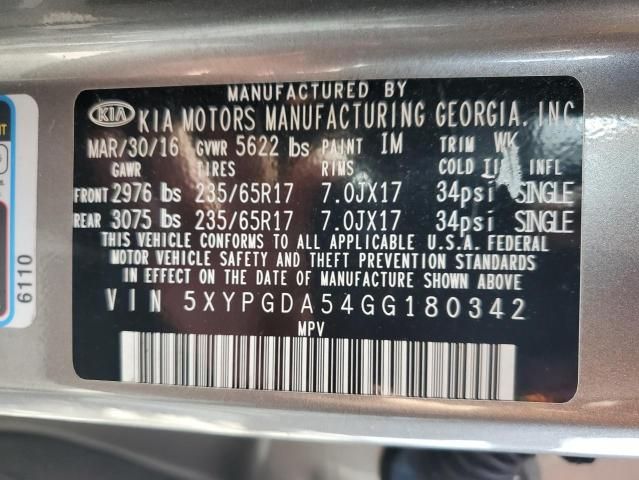 MANUFACTURED BY
KIA KIA MOTORS MANUFACTURING GEORGIA, INC
MAR/30/16 GVWR 5622 lbs PAINT IM TRIM WK
GAWR TIRES RIMS COLD INFL
FRONT 2976 lbs 235/65R17 7.0JX17 34psi SINGLE
REAR 3075 lbs 235/65R17 7.0JX17 34psi SINGLE
THIS VEHICLE CONFORMS TO ALL APPLICABLE U.S.A. FEDERAL
MOTOR VEHICLE SAFETY AND THEFT PREVENTION STANDARDS
IN EFFECT ON THE DATE OF MANUFACTURE SHOWN ABOVE
VIN 5XYPGDA54GG180342
MPV
6110